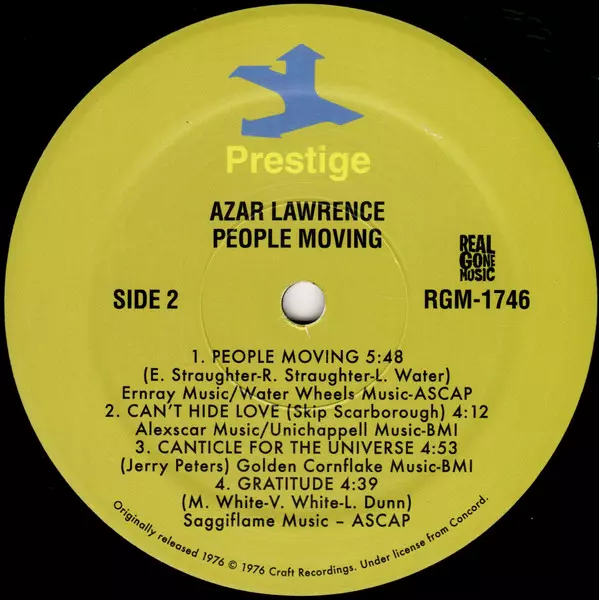 Prestige
AZAR LAWRENCE
PEOPLE MOVING
REAL
GONE
MUSIC
SIDE 2
RGM-1746
1. PEOPLE MOVING 5:48
(E. Straughter-R. Straughter-L. Water)
Ernray Music/Water Wheels Music-ASCAP
2. CAN'T HIDE LOVE (Skip Scarborough) 4:12
Alexscar Music/Unichappell Music-BMI
3. CANTICLE FOR THE UNIVERSE 4:53
(Jerry Peters) Golden Cornflake Music-BMI
4. GRATITUDE 4:39
(M. White-V. White-L. Dunn)
Saggiflame Music – ASCAP
Originally released 1976 ℗ © 1976 Craft Recordings. Under license from Concord.